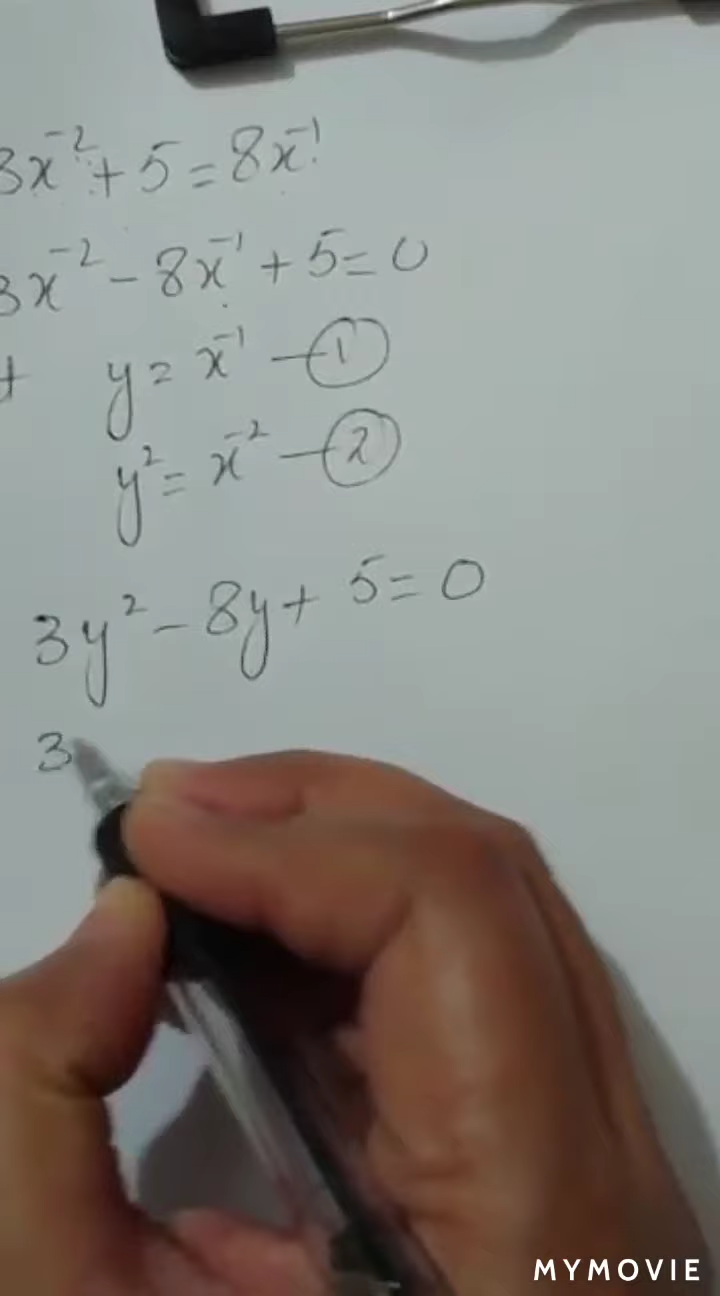 3x⁻² + 5 = 8x⁻¹
3x⁻² - 8x⁻¹ + 5 = 0
y = x⁻¹ — ①
y² = x⁻² — ②
3y² - 8y + 5 = 0
3
MYMOVIE